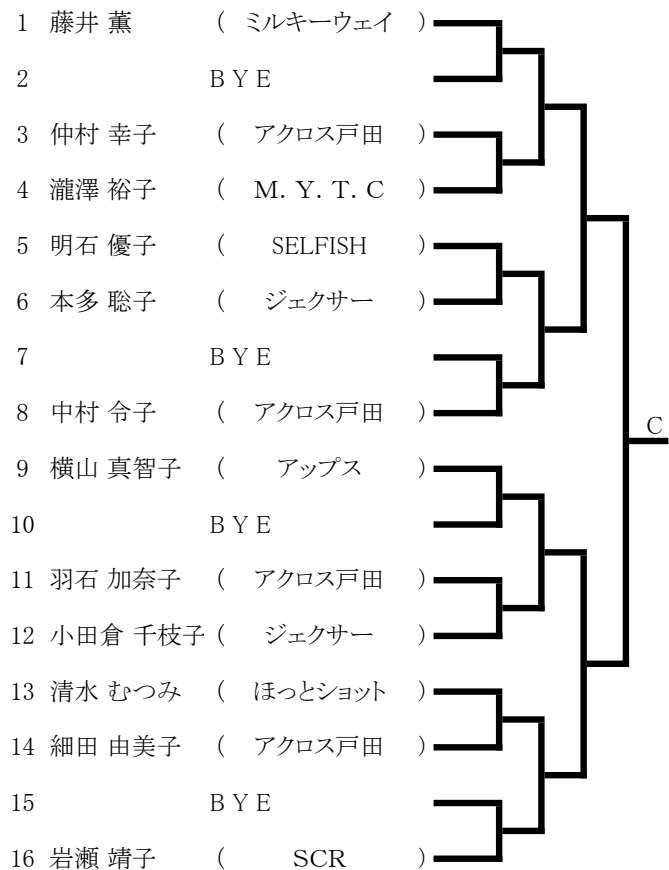 1 藤井 薫 ( ミルキーウェイ )
2 B Y E
3 仲村 幸子 ( アクロス戸田 )
4 瀧澤 裕子 ( M. Y. T. C )
5 明石 優子 ( SELFISH )
6 本多 聡子 ( ジェクサー )
7 B Y E
8 中村 令子 ( アクロス戸田 )
C
9 横山 真智子 ( アップス )
10 B Y E
11 羽石 加奈子 ( アクロス戸田 )
12 小田倉 千枝子 ( ジェクサー )
13 清水 むつみ ( ほっとショット )
14 細田 由美子 ( アクロス戸田 )
15 B Y E
16 岩瀬 靖子 ( SCR )